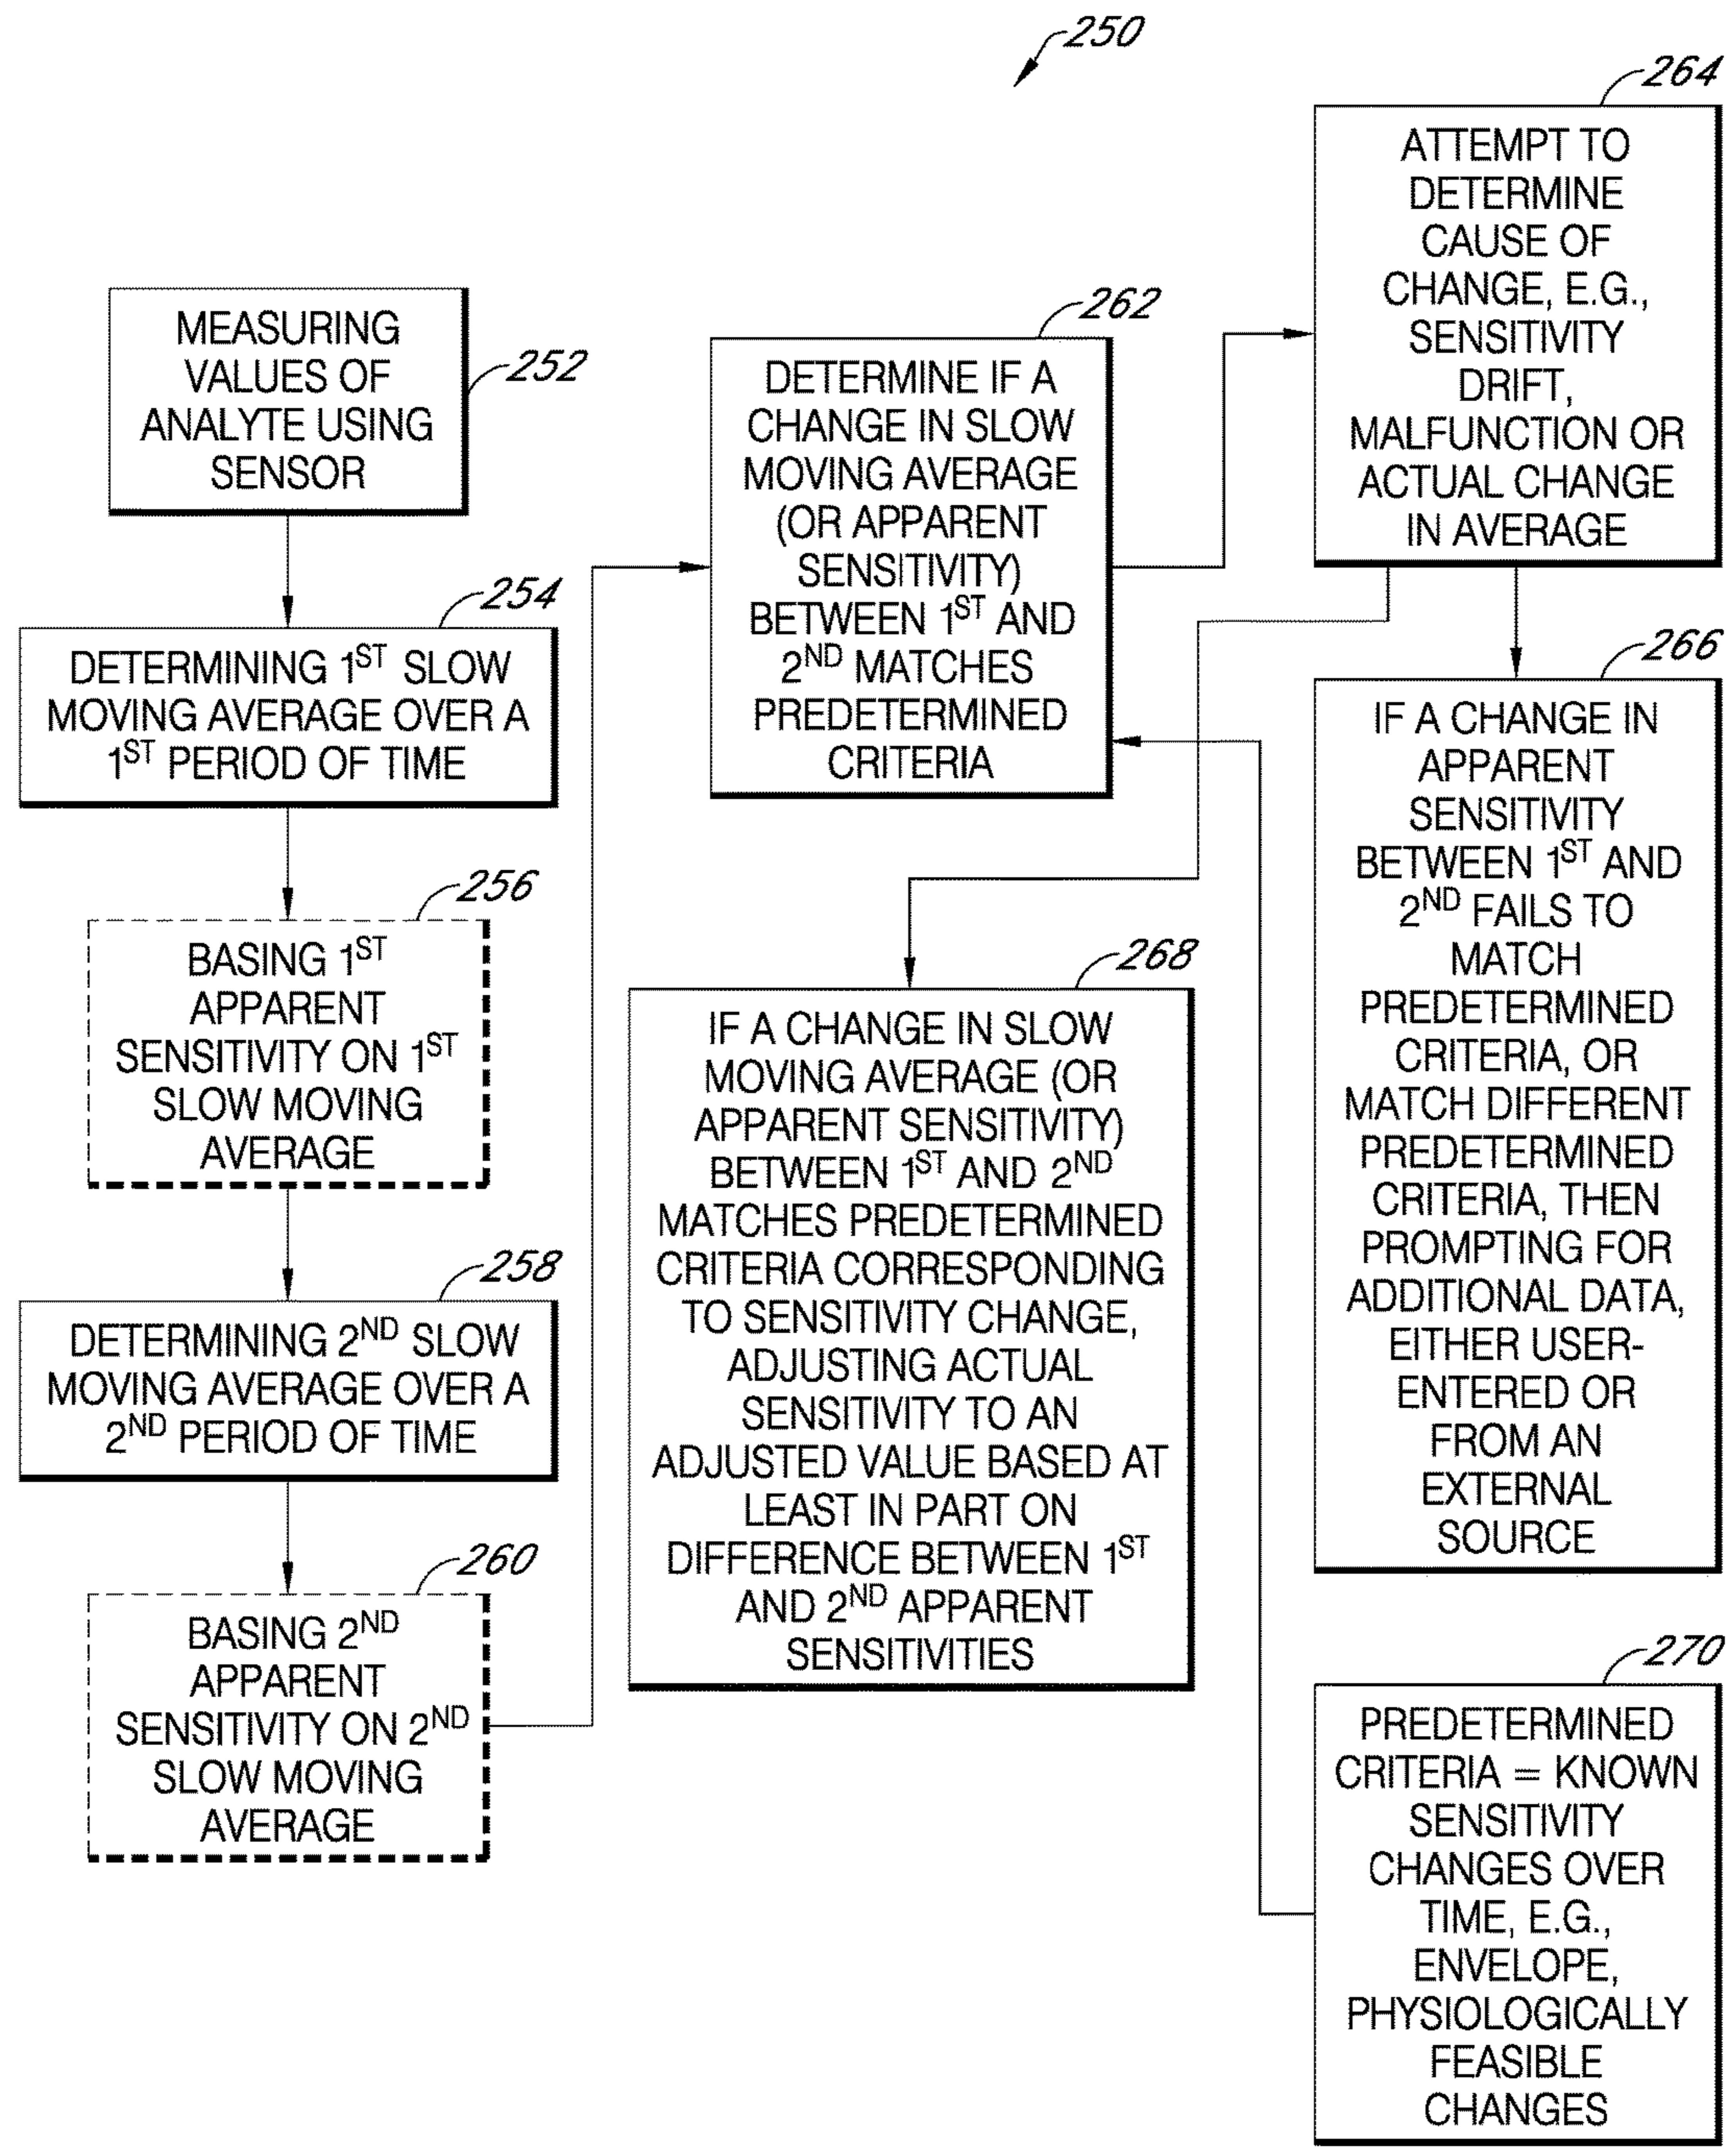 250
252
MEASURING
VALUES OF
ANALYTE USING
SENSOR
254
DETERMINING 1ST SLOW
MOVING AVERAGE OVER A
1ST PERIOD OF TIME
256
BASING 1ST
APPARENT
SENSITIVITY ON 1ST
SLOW MOVING
AVERAGE
258
DETERMINING 2ND SLOW
MOVING AVERAGE OVER A
2ND PERIOD OF TIME
260
BASING 2ND
APPARENT
SENSITIVITY ON 2ND
SLOW MOVING
AVERAGE
262
DETERMINE IF A
CHANGE IN SLOW
MOVING AVERAGE
(OR APPARENT
SENSITIVITY)
BETWEEN 1ST AND
2ND MATCHES
PREDETERMINED
CRITERIA
264
ATTEMPT TO
DETERMINE
CAUSE OF
CHANGE, E.G.,
SENSITIVITY
DRIFT,
MALFUNCTION OR
ACTUAL CHANGE
IN AVERAGE
266
IF A CHANGE IN
APPARENT
SENSITIVITY
BETWEEN 1ST AND
2ND FAILS TO
MATCH
PREDETERMINED
CRITERIA, OR
MATCH DIFFERENT
PREDETERMINED
CRITERIA, THEN
PROMPTING FOR
ADDITIONAL DATA,
EITHER USER-
ENTERED OR
FROM AN
EXTERNAL
SOURCE
268
IF A CHANGE IN SLOW
MOVING AVERAGE (OR
APPARENT SENSITIVITY)
BETWEEN 1ST AND 2ND
MATCHES PREDETERMINED
CRITERIA CORRESPONDING
TO SENSITIVITY CHANGE,
ADJUSTING ACTUAL
SENSITIVITY TO AN
ADJUSTED VALUE BASED AT
LEAST IN PART ON
DIFFERENCE BETWEEN 1ST
AND 2ND APPARENT
SENSITIVITIES
270
PREDETERMINED
CRITERIA = KNOWN
SENSITIVITY
CHANGES OVER
TIME, E.G.,
ENVELOPE,
PHYSIOLOGICALLY
FEASIBLE
CHANGES